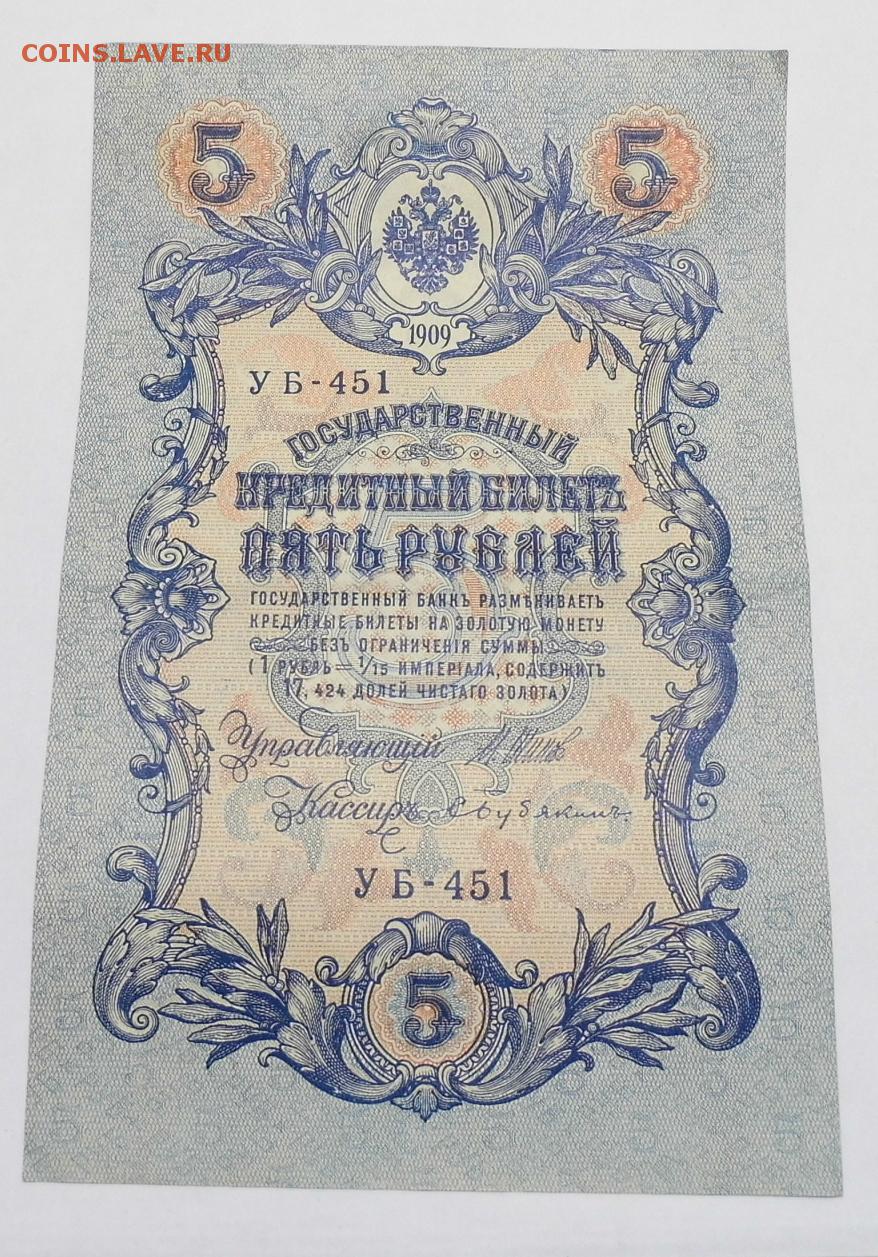 COINS.LAVE.RU
5 5
1909
УБ-451
ГОСУДАРСТВЕННЫЙ
КРЕДИТНЫЙ БИЛЕТЪ
ПЯТЬ РУБЛЕЙ
ГОСУДАРСТВЕННЫЙ БАНКЪ РАЗМѢНИВАЕТЪ
КРЕДИТНЫЕ БИЛЕТЫ НА ЗОЛОТУЮ МОНЕТУ
БЕЗЪ ОГРАНИЧЕНІЯ СУММЫ
(1 РУБЛЬ — 1/15 ИМПЕРІАЛА, СОДЕРЖИТЪ
17,424 ДОЛЕЙ ЧИСТАГО ЗОЛОТА)
Управляющій
Кассиръ
УБ-451
5